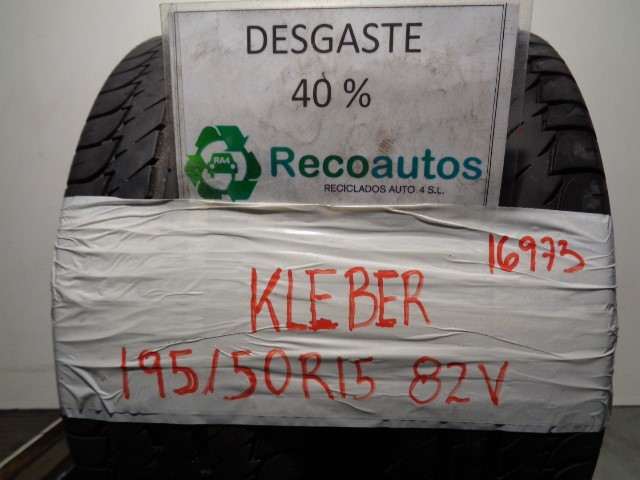 DESGASTE
40 %
RA4
Recoautos
RECICLADOS AUTO 4 S.L.
16973
KLEBER
195/50R15 82V